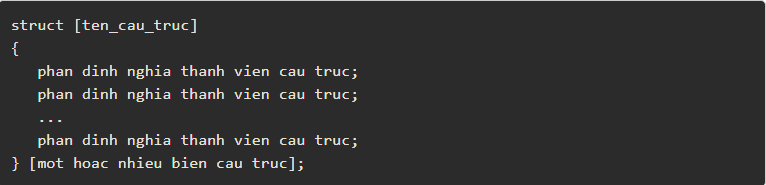 struct [ten_cau_truc]
{
   phan dinh nghia thanh vien cau truc;
   phan dinh nghia thanh vien cau truc;
   ...
   phan dinh nghia thanh vien cau truc;
} [mot hoac nhieu bien cau truc];